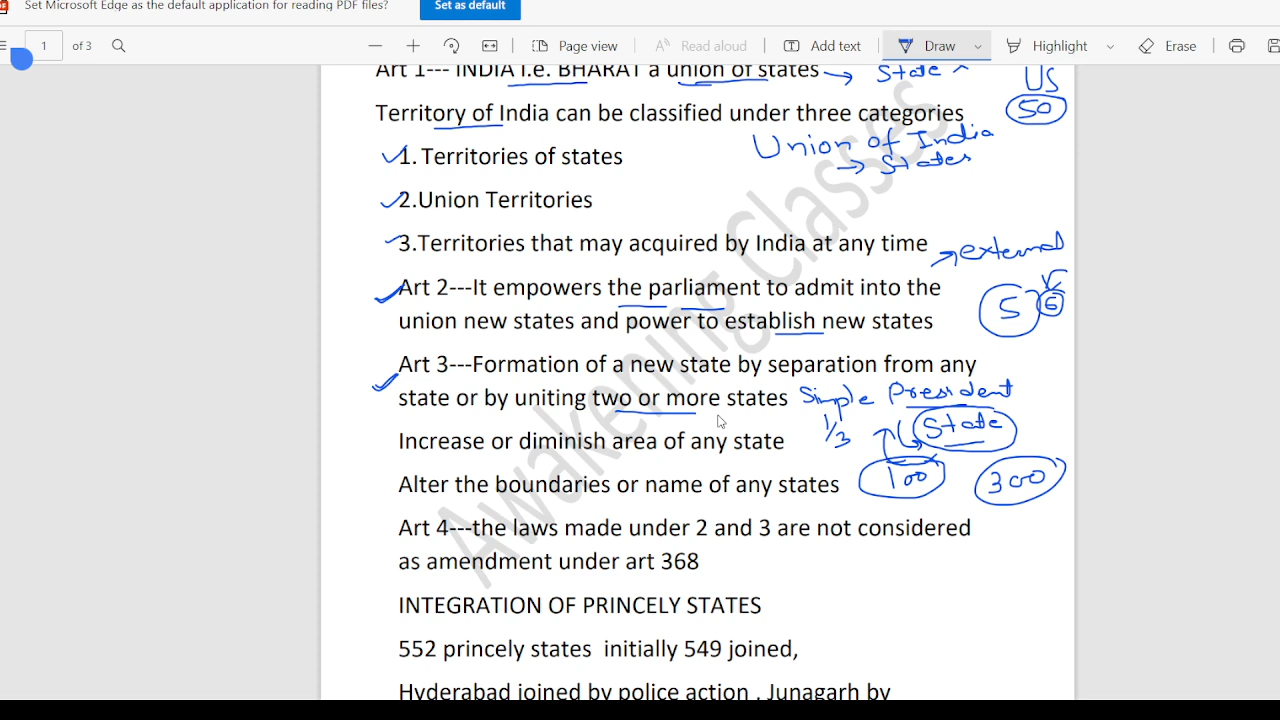 Set Microsoft Edge as the default application for reading PDF files?
Set as default
1 of 3
Page view
Read aloud
Add text
Draw
Highlight
Erase
Art 1--- INDIA i.e. BHARAT a union of states → State ×
US
50
Territory of India can be classified under three categories
Union of India
→ States
1. Territories of states
2.Union Territories
3.Territories that may acquired by India at any time
→ external
Art 2---It empowers the parliament to admit into the
union new states and power to establish new states
5
Art 3---Formation of a new state by separation from any
state or by uniting two or more states
Simple President
1/3
State
Increase or diminish area of any state
Alter the boundaries or name of any states
100 300
Art 4---the laws made under 2 and 3 are not considered
as amendment under art 368
INTEGRATION OF PRINCELY STATES
552 princely states initially 549 joined,
Hyderabad joined by police action , Junagarh by
Awakening Classes